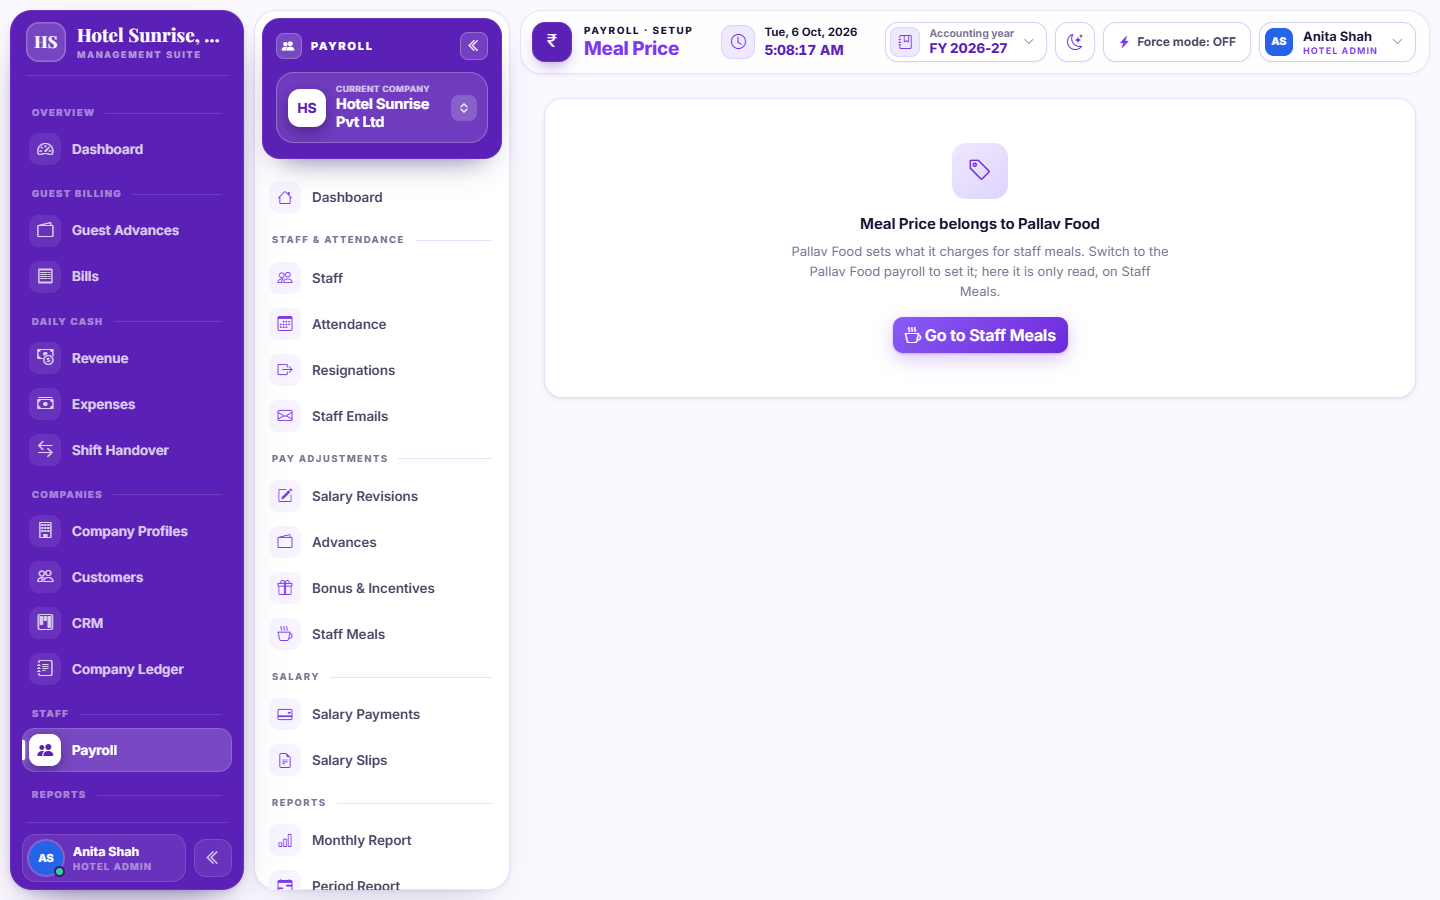 HS
Hotel Sunrise, ...
MANAGEMENT SUITE
OVERVIEW
Dashboard
GUEST BILLING
Guest Advances
Bills
DAILY CASH
Revenue
Expenses
Shift Handover
COMPANIES
Company Profiles
Customers
CRM
Company Ledger
STAFF
Payroll
REPORTS
AS
Anita Shah
HOTEL ADMIN
PAYROLL
HS
CURRENT COMPANY
Hotel Sunrise
Pvt Ltd
Dashboard
STAFF & ATTENDANCE
Staff
Attendance
Resignations
Staff Emails
PAY ADJUSTMENTS
Salary Revisions
Advances
Bonus & Incentives
Staff Meals
SALARY
Salary Payments
Salary Slips
REPORTS
Monthly Report
Period Report
₹
PAYROLL · SETUP
Meal Price
Tue, 6 Oct, 2026
5:08:17 AM
Accounting year
FY 2026-27
Force mode: OFF
AS
Anita Shah
HOTEL ADMIN
Meal Price belongs to Pallav Food
Pallav Food sets what it charges for staff meals. Switch to the
Pallav Food payroll to set it; here it is only read, on Staff
Meals.
Go to Staff Meals